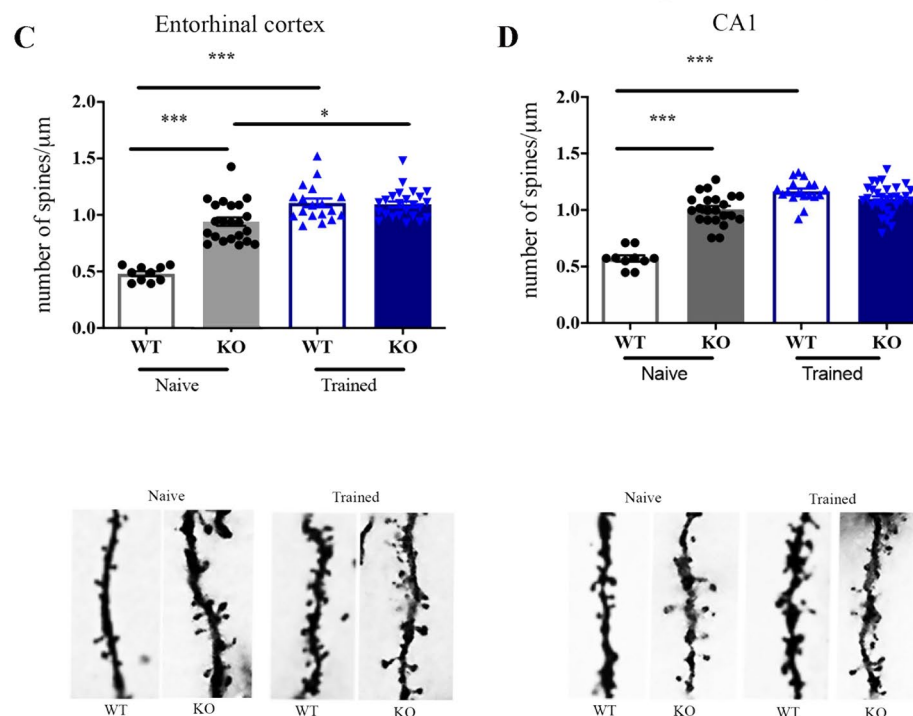 C
Entorhinal cortex
***
***
*
2.0
1.5
1.0
0.5
0.0
number of spines/μm
WT
KO
WT
KO
Naive
Trained
D
CA1
***
***
2.0
1.5
1.0
0.5
0.0
number of spines/μm
WT
KO
WT
KO
Naive
Trained
Naive
Trained
WT
KO
WT
KO
Naive
Trained
WT
KO
WT
KO